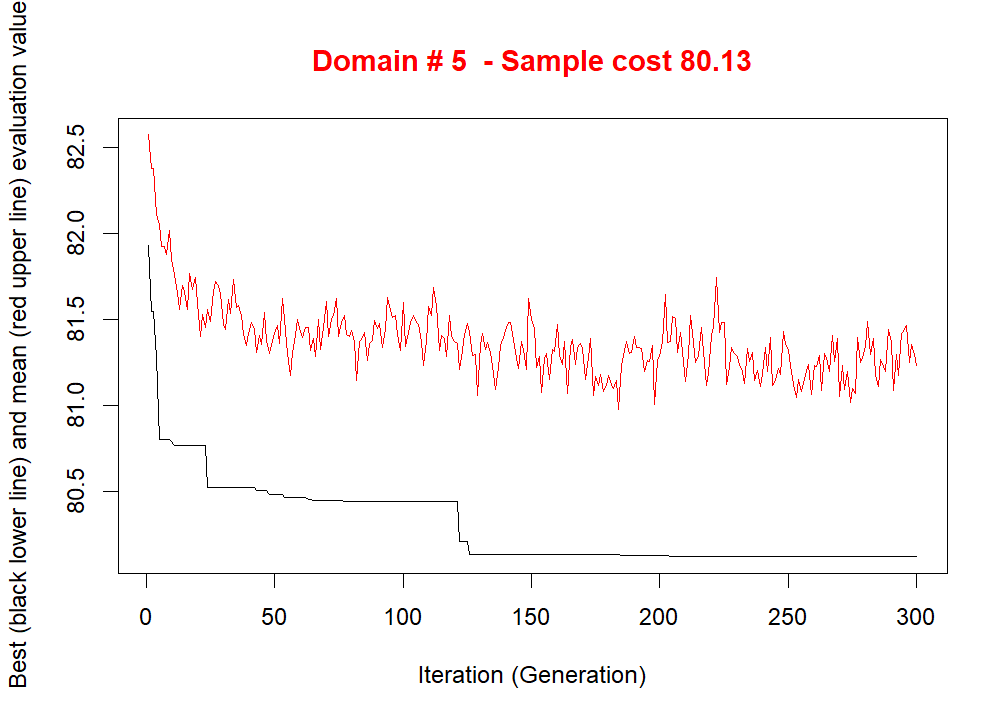 Domain # 5  - Sample cost 80.13
Best (black lower line) and mean (red upper line) evaluation value
82.5
82.0
81.5
81.0
80.5
0 50 100 150 200 250 300
Iteration (Generation)